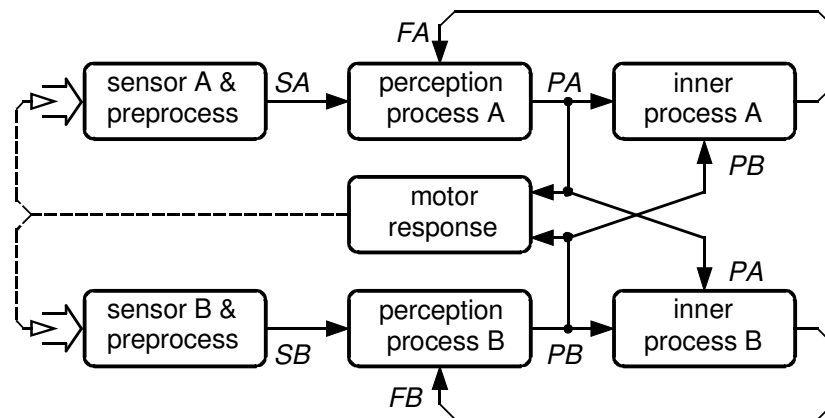 FA
sensor A &
preprocess
SA
perception
process A
PA
inner
process A
PB
motor
response
PA
sensor B &
preprocess
SB
perception
process B
PB
inner
process B
FB